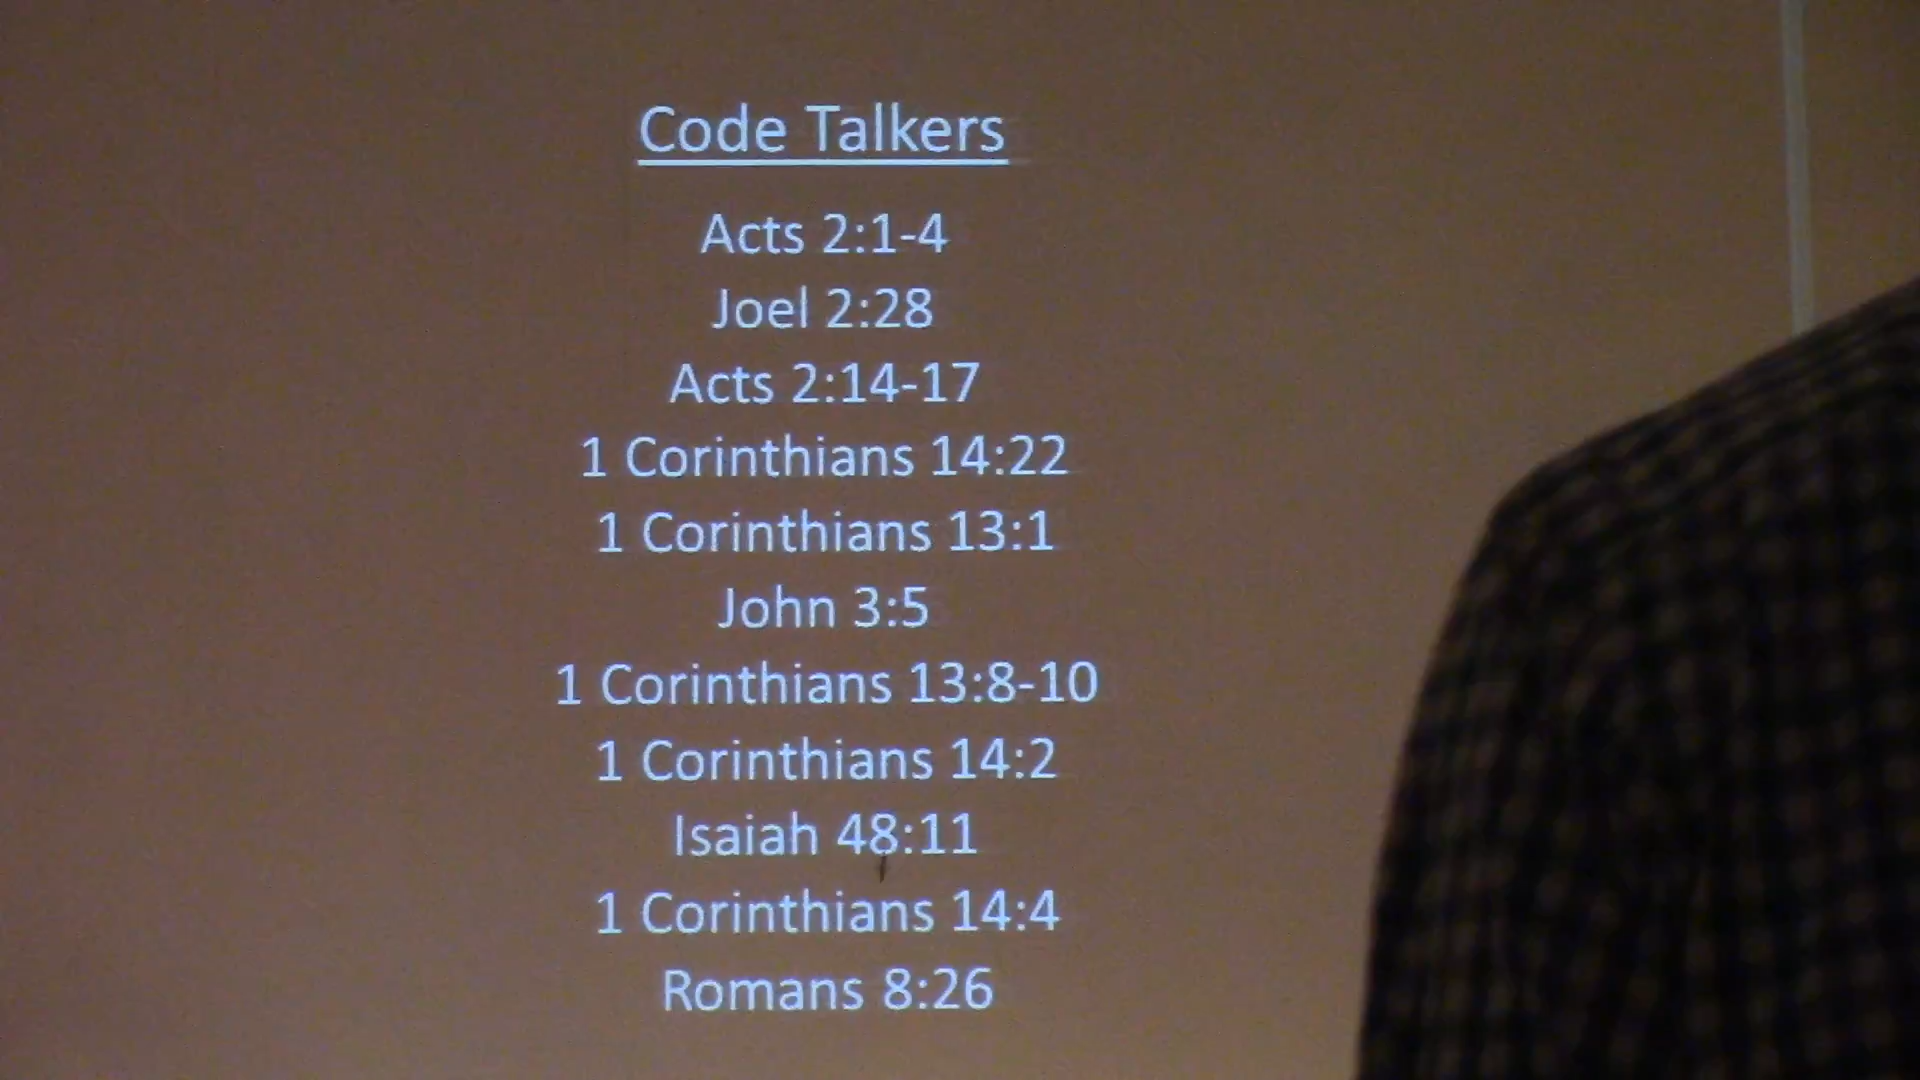 Code Talkers
Acts 2:1-4
Joel 2:28
Acts 2:14-17
1 Corinthians 14:22
1 Corinthians 13:1
John 3:5
1 Corinthians 13:8-10
1 Corinthians 14:2
Isaiah 48:11
1 Corinthians 14:4
Romans 8:26